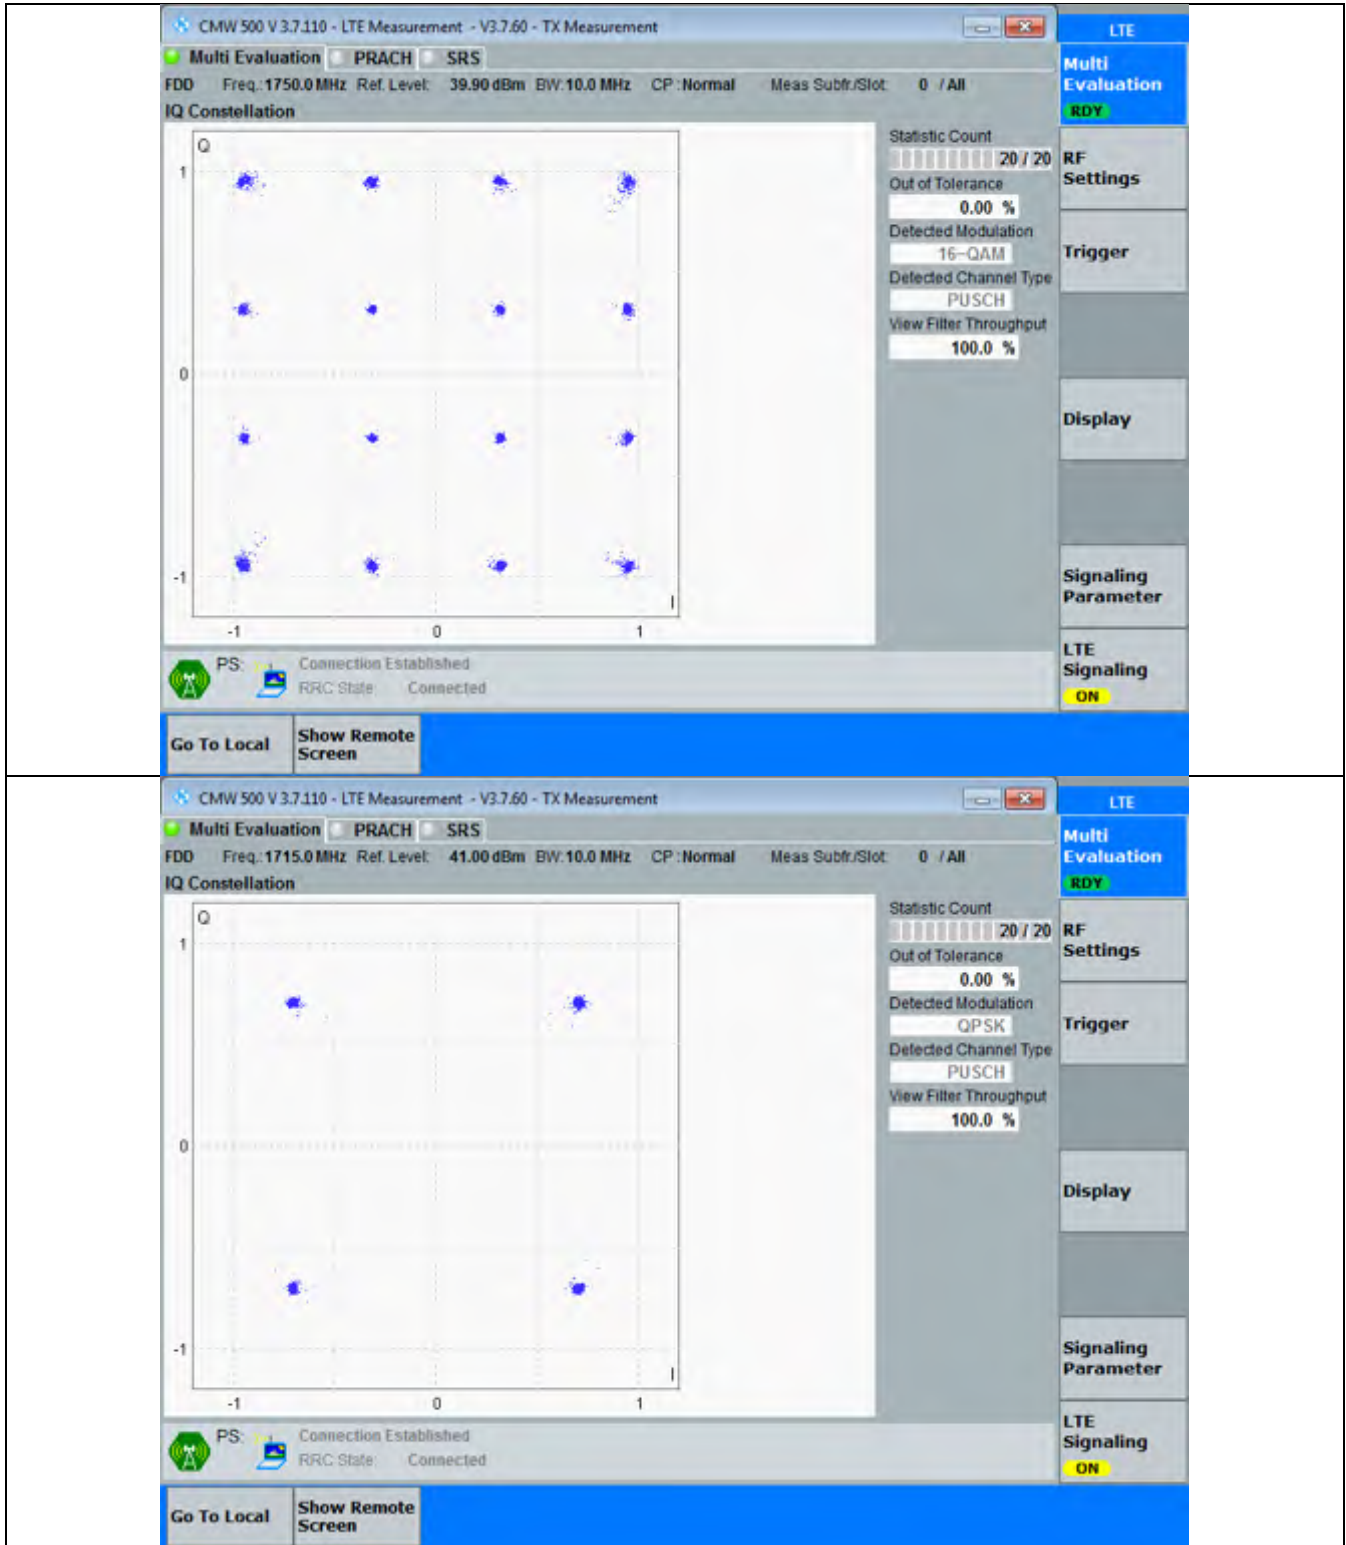 CMW 500 V 3.7.110 - LTE Measurement - V3.7.60 - TX Measurement
LTE
Multi Evaluation PRACH SRS
Multi
Evaluation
RDY
FDD Freq.: 1750.0 MHz Ref. Level: 39.90 dBm BW: 10.0 MHz CP : Normal Meas Subfr./Slot: 0 / All
IQ Constellation
Q
1
0
-1
-1 0 1
I
Statistic Count
20 / 20
Out of Tolerance
0.00 %
Detected Modulation
16-QAM
Detected Channel Type
PUSCH
View Filter Throughput
100.0 %
RF
Settings
Trigger
Display
Signaling
Parameter
LTE
Signaling
ON
PS: Connection Established
RRC State: Connected
Go To Local
Show Remote
Screen
CMW 500 V 3.7.110 - LTE Measurement - V3.7.60 - TX Measurement
LTE
Multi Evaluation PRACH SRS
Multi
Evaluation
RDY
FDD Freq.: 1715.0 MHz Ref. Level: 41.00 dBm BW: 10.0 MHz CP : Normal Meas Subfr./Slot: 0 / All
IQ Constellation
Q
1
0
-1
-1 0 1
I
Statistic Count
20 / 20
Out of Tolerance
0.00 %
Detected Modulation
QPSK
Detected Channel Type
PUSCH
View Filter Throughput
100.0 %
RF
Settings
Trigger
Display
Signaling
Parameter
LTE
Signaling
ON
PS: Connection Established
RRC State: Connected
Go To Local
Show Remote
Screen